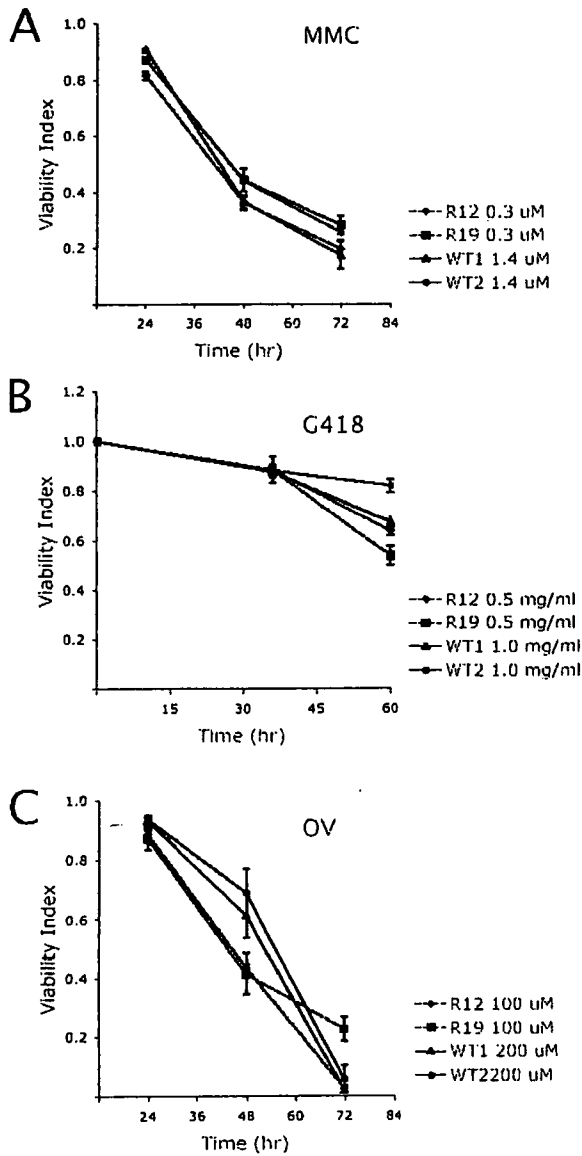 A
MMC
1.0
0.8
0.6
0.4
0.2
Viability Index
24 36 48 60 72 84
Time (hr)
R12 0.3 uM
R19 0.3 uM
WT1 1.4 uM
WT2 1.4 uM
B
G418
1.2
1.0
0.8
0.6
0.4
0.2
Viability Index
15 30 45 60
Time (hr)
R12 0.5 mg/ml
R19 0.5 mg/ml
WT1 1.0 mg/ml
WT2 1.0 mg/ml
C
OV
1.0
0.8
0.6
0.4
0.2
Viability Index
24 36 48 60 72 84
Time (hr)
R12 100 uM
R19 100 uM
WT1 200 uM
WT2200 uM